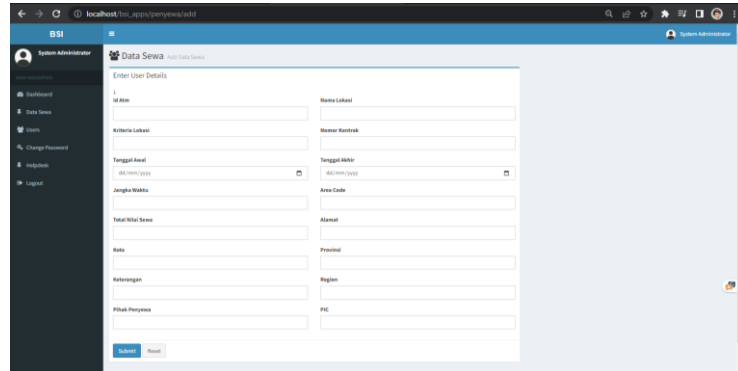 localhost/bsi_apps/penyewa/add
BSI
System Administrator
System Administrator
MAIN NAVIGATION
Dashboard
Data Sewa
Users
Change Password
Helpdesk
Logout
Data Sewa Add Data Sewa
Enter User Details
1
Id Atm Nama Lokasi
Kriteria Lokasi Nomor Kontrak
Tanggal Awal Tanggal Akhir
dd/mm/yyyy dd/mm/yyyy
Jangka Waktu Area Code
Total Nilai Sewa Alamat
Kota Provinsi
Keterangan Region
Pihak Penyewa PIC
Submit Reset